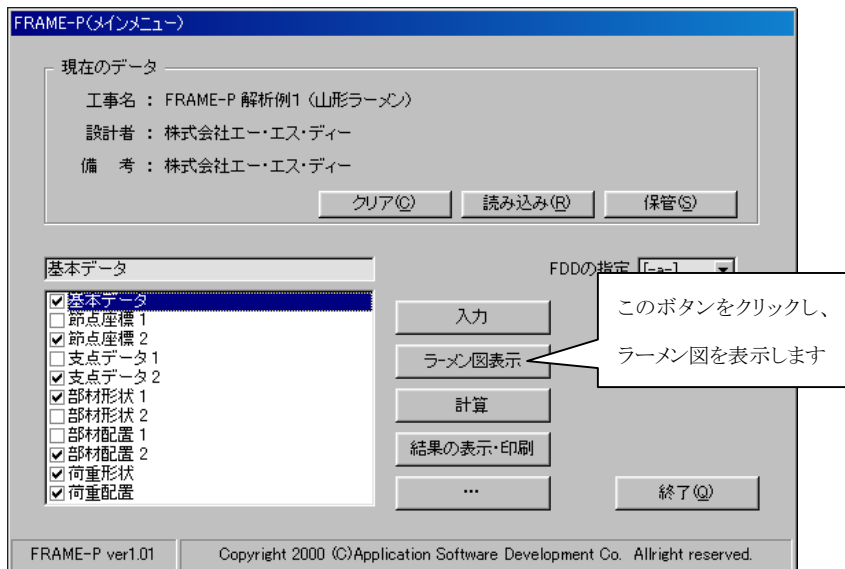 FRAME-P(メインメニュー)
現在のデータ
工事名 : FRAME-P 解析例1 (山形ラーメン)
設計者 : 株式会社エー・エス・ディー
備 考 : 株式会社エー・エス・ディー
クリア(C) 読み込み(R) 保管(S)
基本データ
FDDの指定 [-a-]
基本データ
節点座標 1
節点座標 2
支点データ 1
支点データ 2
部材形状 1
部材形状 2
部材配置 1
部材配置 2
荷重形状
荷重配置
入力
ラーメン図表示
計算
結果の表示・印刷
...
このボタンをクリックし、
ラーメン図を表示します
終了(Q)
FRAME-P ver1.01
Copyright 2000 (C)Application Software Development Co. Allright reserved.